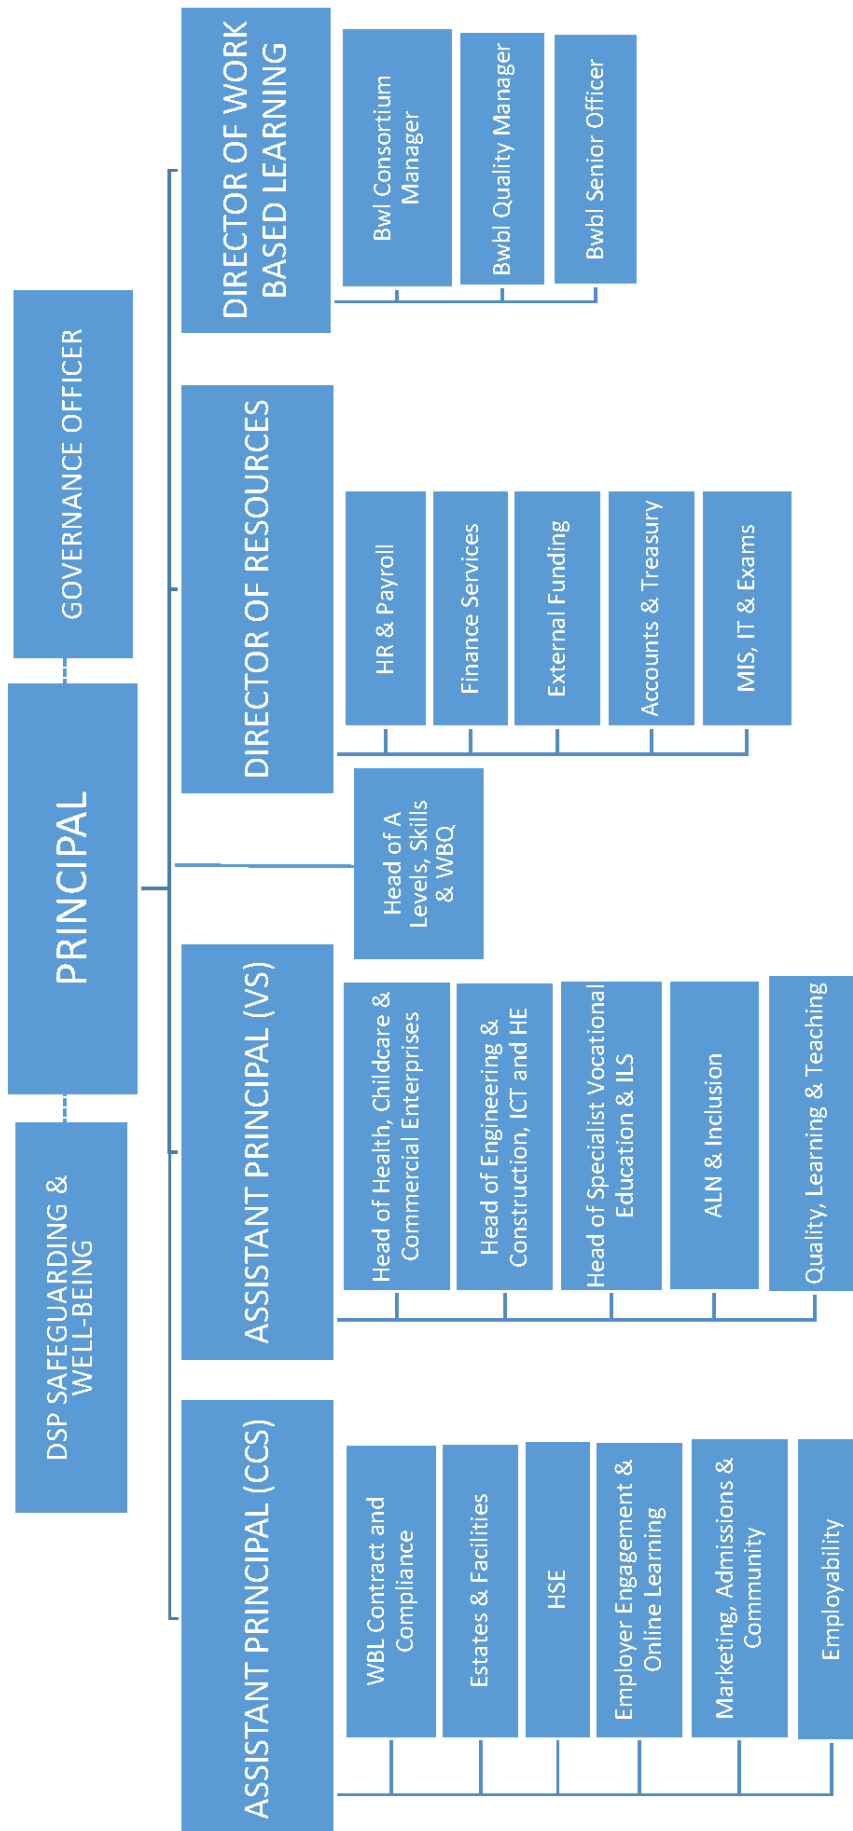 DSP SAFEGUARDING &
WELL-BEING
PRINCIPAL
GOVERNANCE OFFICER
ASSISTANT PRINCIPAL (CCS)
WBL Contract and
Compliance
Estates & Facilities
HSE
Employer Engagement &
Online Learning
Marketing, Admissions &
Community
Employability
ASSISTANT PRINCIPAL (VS)
Head of Health, Childcare &
Commercial Enterprises
Head of Engineering &
Construction, ICT and HE
Head of Specialist Vocational
Education & ILS
ALN & Inclusion
Quality, Learning & Teaching
Head of A
Levels, Skills
& WBQ
DIRECTOR OF RESOURCES
HR & Payroll
Finance Services
External Funding
Accounts & Treasury
MIS, IT & Exams
DIRECTOR OF WORK
BASED LEARNING
Bwl Consortium
Manager
Bwbl Quality Manager
Bwbl Senior Officer